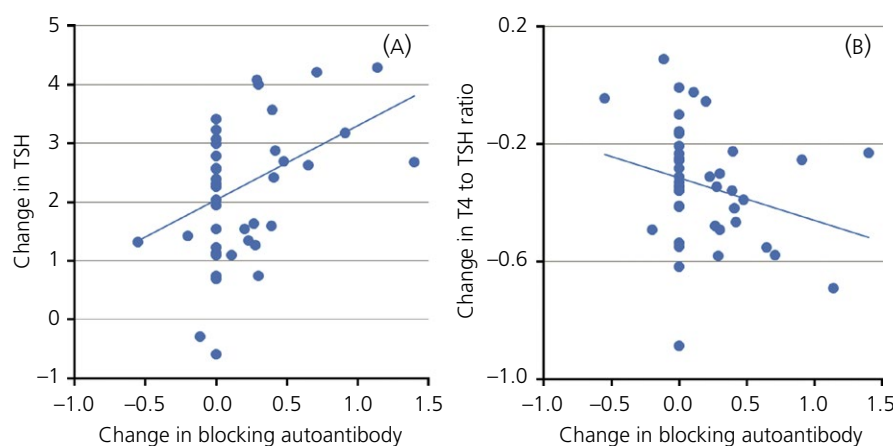 (A)
Change in TSH
5
4
3
2
1
0
−1
−1.0 −0.5 0.0 0.5 1.0 1.5
Change in blocking autoantibody
(B)
Change in T4 to TSH ratio
0.2
−0.2
−0.6
−1.0
−1.0 −0.5 0.0 0.5 1.0 1.5
Change in blocking autoantibody